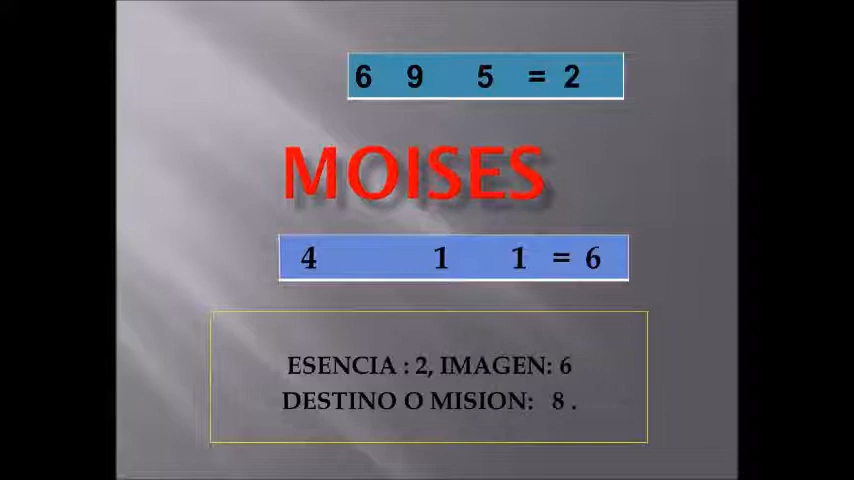 6 9 5 = 2
MOISES
4 1 1 = 6
ESENCIA : 2, IMAGEN: 6
DESTINO O MISION: 8 .